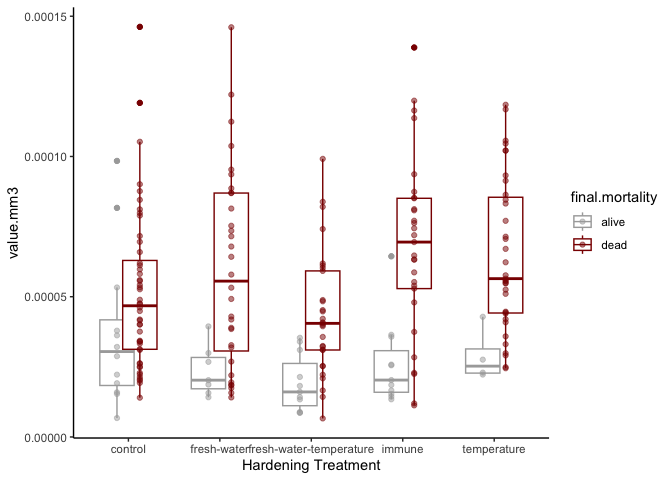 0.00015
0.00010
0.00005
0.00000
value.mm3
control fresh-water fresh-water-temperature immune temperature
Hardening Treatment
final.mortality
alive
dead